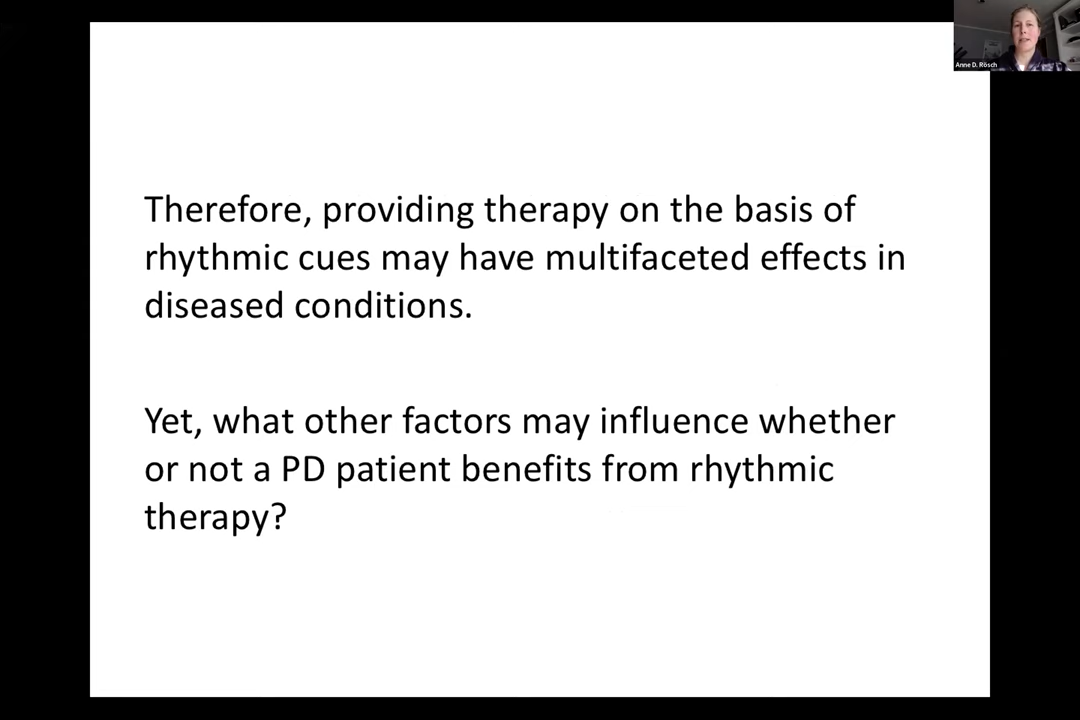 Anne D. Rösch
Therefore, providing therapy on the basis of
rhythmic cues may have multifaceted effects in
diseased conditions.
Yet, what other factors may influence whether
or not a PD patient benefits from rhythmic
therapy?